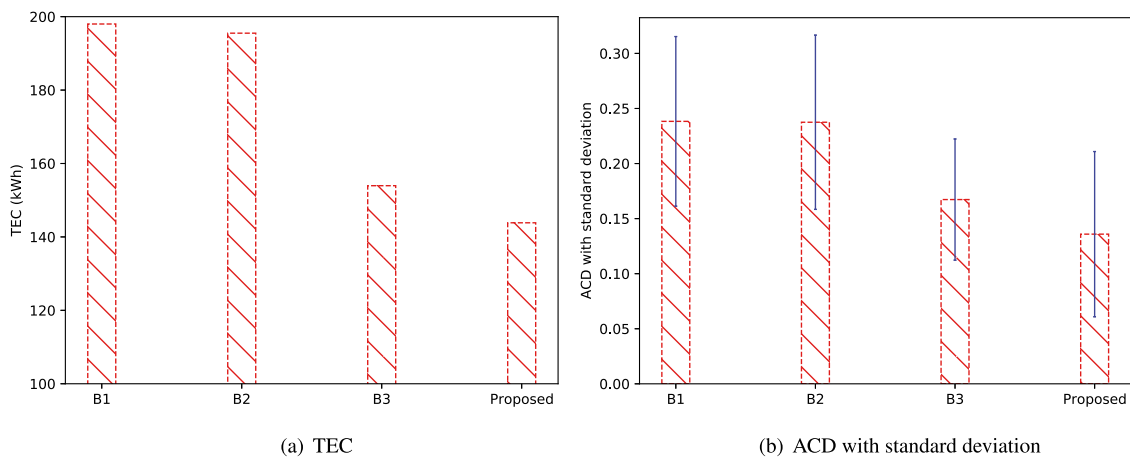 200
180
160
140
120
100
TEC (kWh)
B1
B2
B3
Proposed
(a) TEC
0.30
0.25
0.20
0.15
0.10
0.05
0.00
ACD with standard deviation
B1
B2
B3
Proposed
(b) ACD with standard deviation